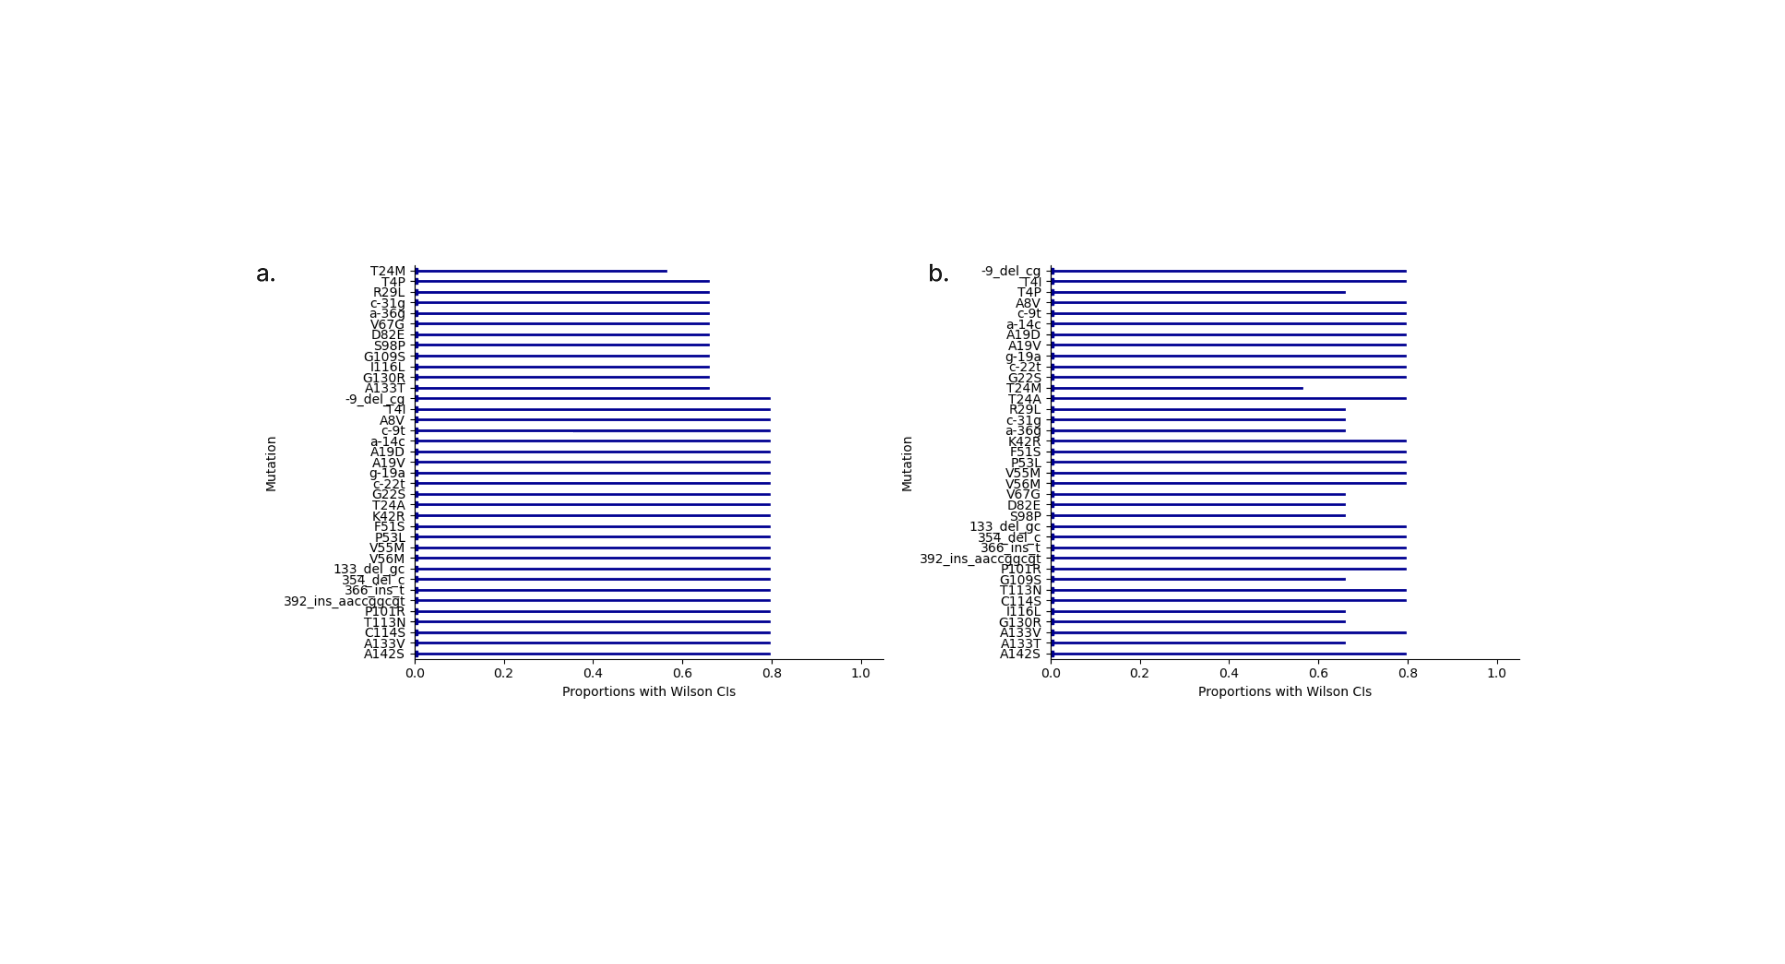 a.
T24M
T4P
R29L
c-31g
a-36g
V67G
D82E
S98P
G109S
I116L
G130R
A133T
-9_del_cg
T4I
A8V
c-9t
a-14c
A19D
A19V
g-19a
c-22t
G22S
T24A
K42R
F51S
P53L
V55M
V56M
133_del_gc
354_del_c
366_ins_t
392_ins_aaccggcgt
P101R
T113N
C114S
A133V
A142S
Mutation
0.0 0.2 0.4 0.6 0.8 1.0
Proportions with Wilson CIs
b.
-9_del_cg
T4I
T4P
A8V
c-9t
a-14c
A19D
A19V
g-19a
c-22t
G22S
T24M
T24A
R29L
c-31g
a-36g
K42R
F51S
P53L
V55M
V56M
V67G
D82E
S98P
133_del_gc
354_del_c
366_ins_t
392_ins_aaccggcgt
P101R
G109S
T113N
C114S
I116L
G130R
A133V
A133T
A142S
Mutation
0.0 0.2 0.4 0.6 0.8 1.0
Proportions with Wilson CIs